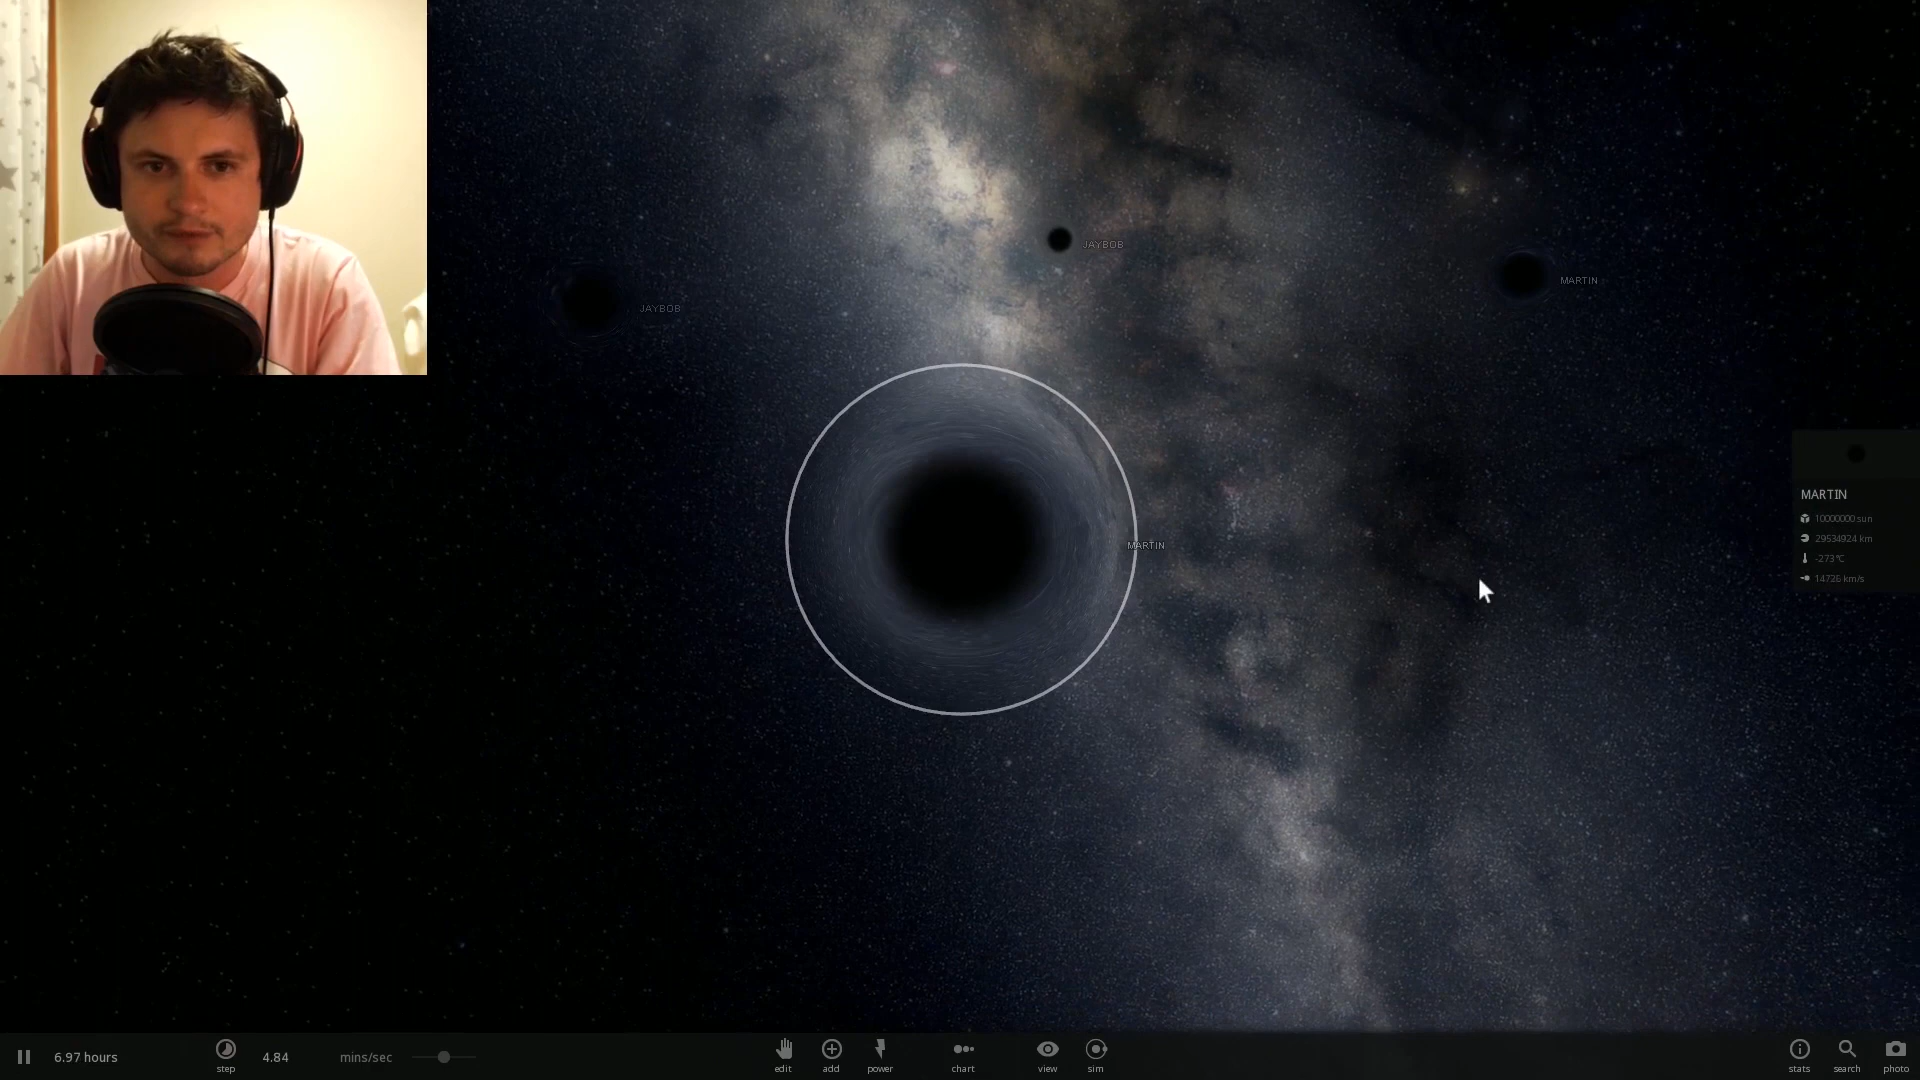 JAYBOB
MARTIN
JAYBOB
MARTIN
MARTIN
10000000 sun
29534924 km
-273 °C
14726 km/s
6.97 hours
step
4.84
mins/sec
edit
add
power
chart
view
sim
stats
search
photo